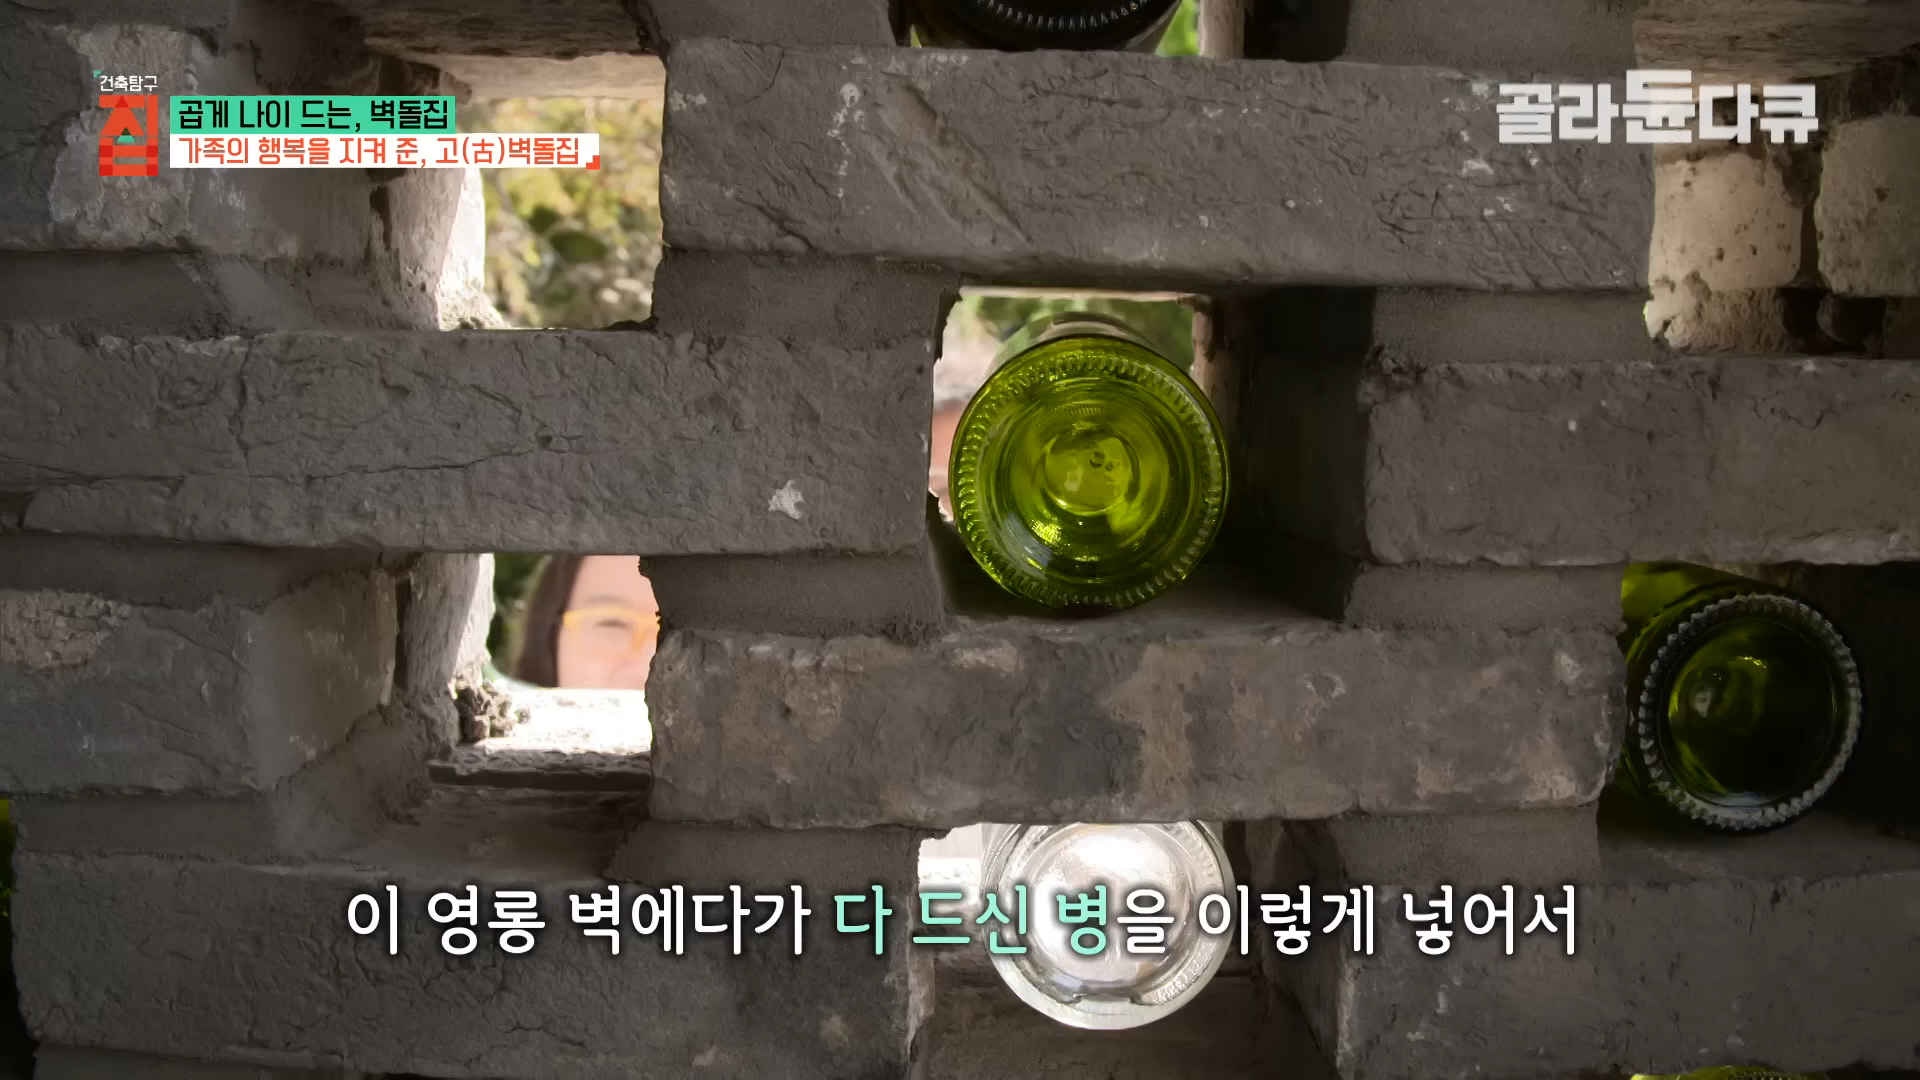 건축탐구
집
곱게 나이 드는, 벽돌집
가족의 행복을 지켜 준, 고(古)벽돌집
골라듄다큐
이 영롱 벽에다가 다 드신 병을 이렇게 넣어서